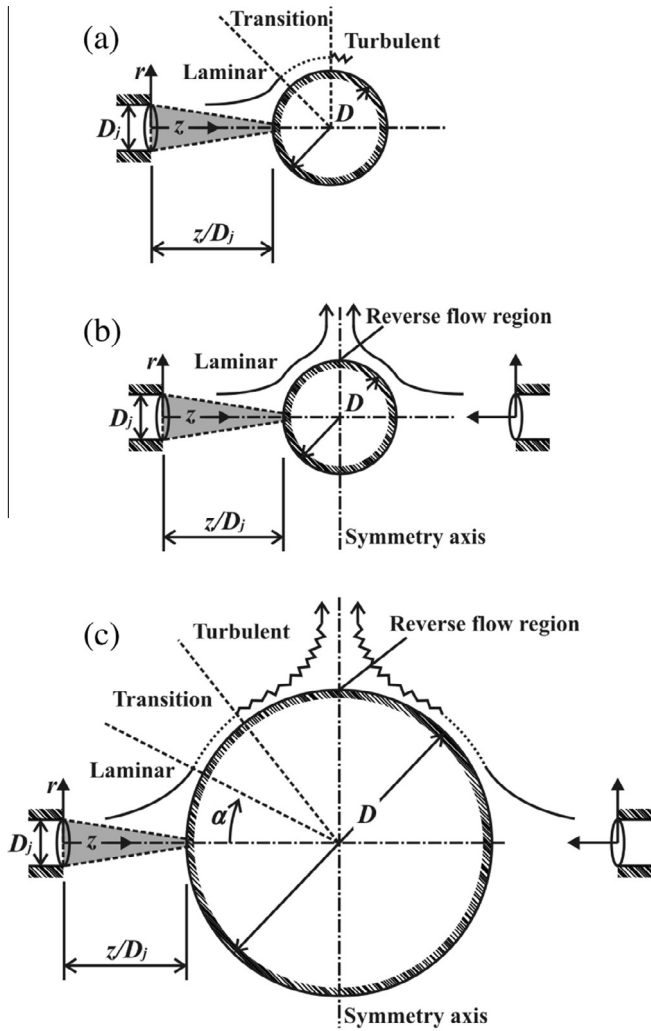 (a)
Transition
Turbulent
Laminar
r
D
Dj
z
z/Dj
(b)
Reverse flow region
Laminar
r
D
Dj
z
z/Dj
Symmetry axis
(c)
Reverse flow region
Turbulent
Transition
Laminar
r
α
D
Dj
z
z/Dj
Symmetry axis